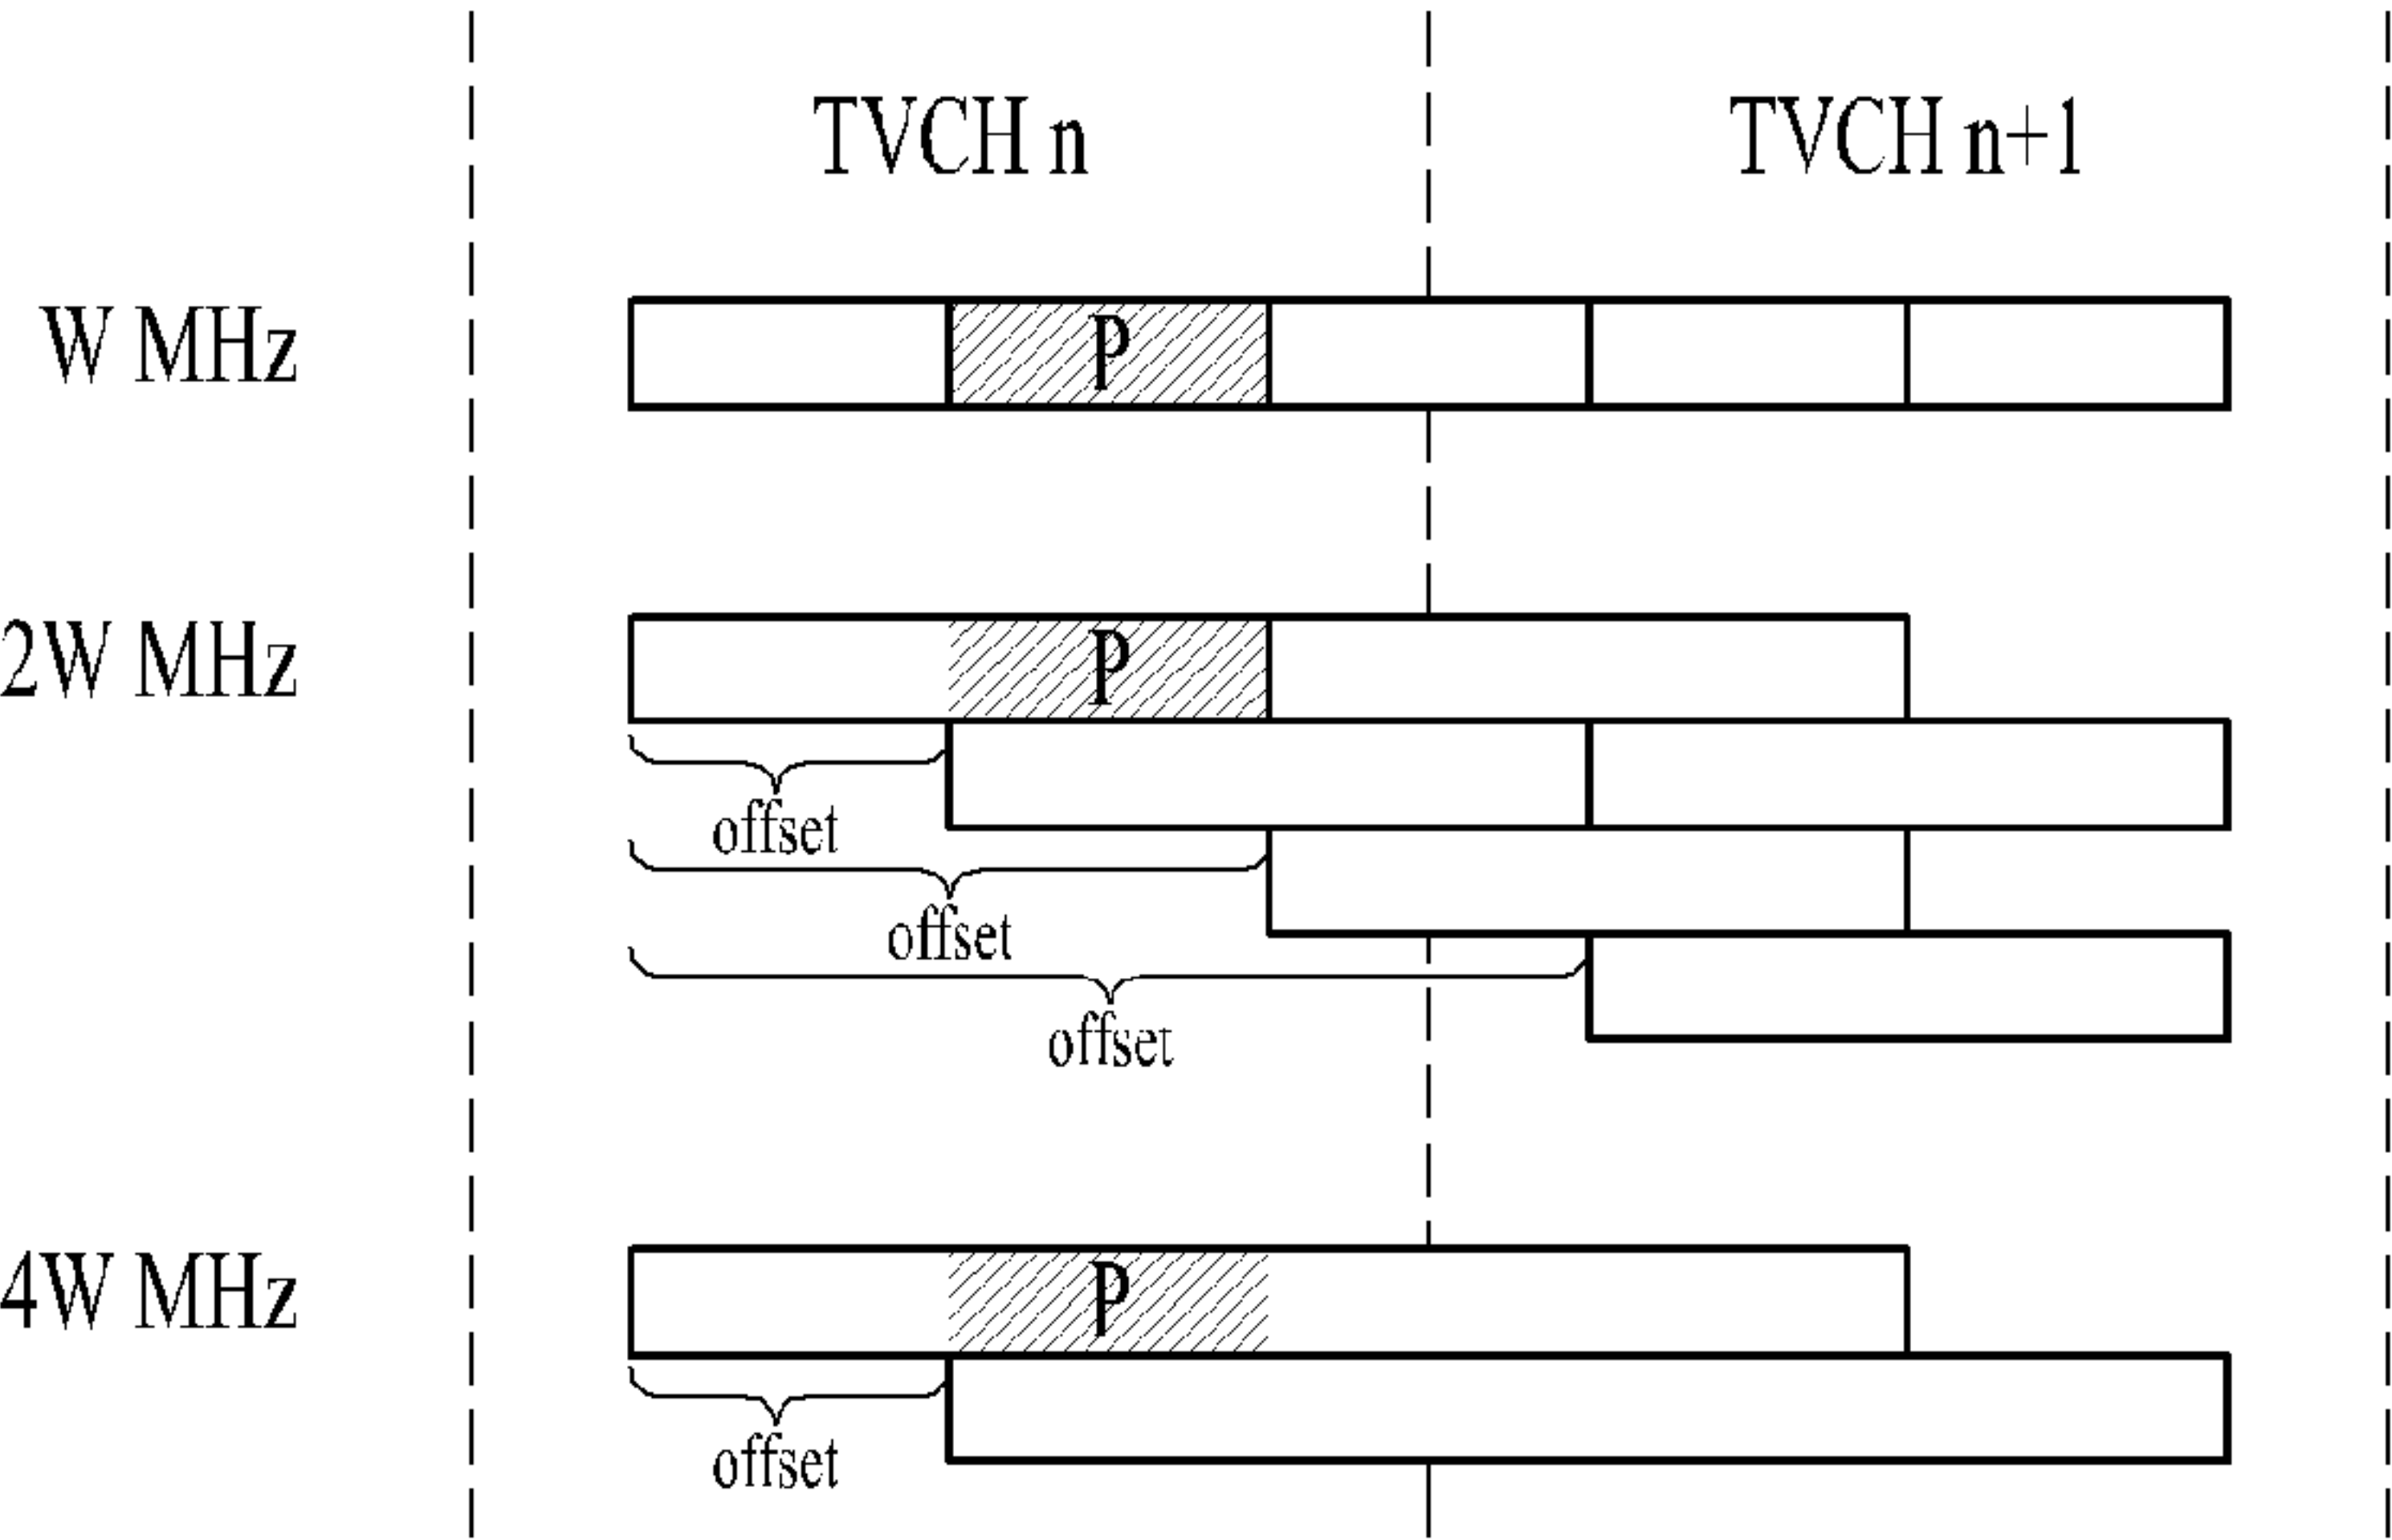 TVCH n
TVCH n+1
W MHz
P
2W MHz
P
offset
offset
offset
4W MHz
P
offset